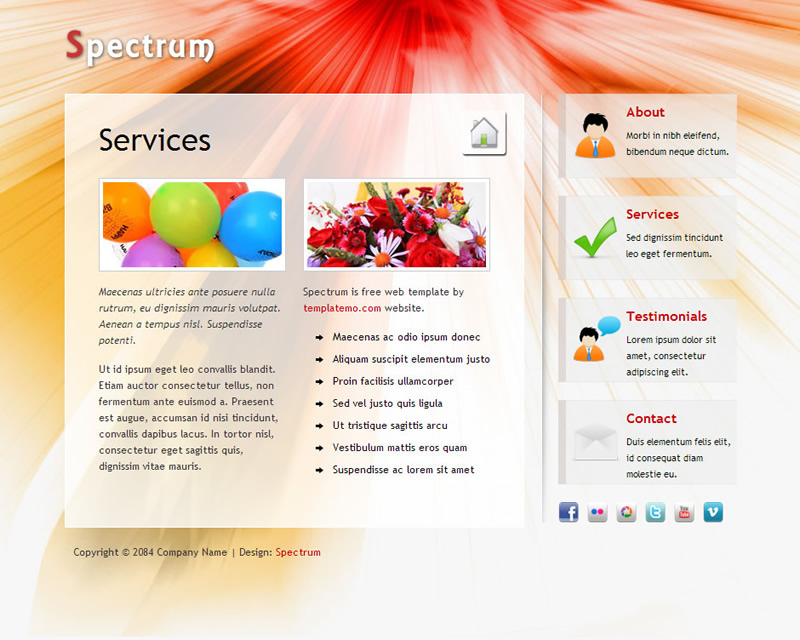 Spectrum
Services
Maecenas ultricies ante posuere nulla
rutrum, eu dignissim mauris volutpat.
Aenean a tempus nisl. Suspendisse
potenti.
Ut id ipsum eget leo convallis blandit.
Etiam auctor consectetur tellus, non
fermentum ante euismod a. Praesent
est augue, accumsan id nisi tincidunt,
convallis dapibus lacus. In tortor nisl,
consectetur eget sagittis quis,
dignissim vitae mauris.
Spectrum is free web template by
templatemo.com website.
Maecenas ac odio ipsum donec
Aliquam suscipit elementum justo
Proin facilisis ullamcorper
Sed vel justo quis ligula
Ut tristique sagittis arcu
Vestibulum mattis eros quam
Suspendisse ac lorem sit amet
About
Morbi in nibh eleifend,
bibendum neque dictum.
Services
Sed dignissim tincidunt
leo eget fermentum.
Testimonials
Lorem ipsum dolor sit
amet, consectetur
adipiscing elit.
Contact
Duis elementum felis elit,
id consequat diam
molestie eu.
You Tube
Copyright © 2084 Company Name | Design: Spectrum